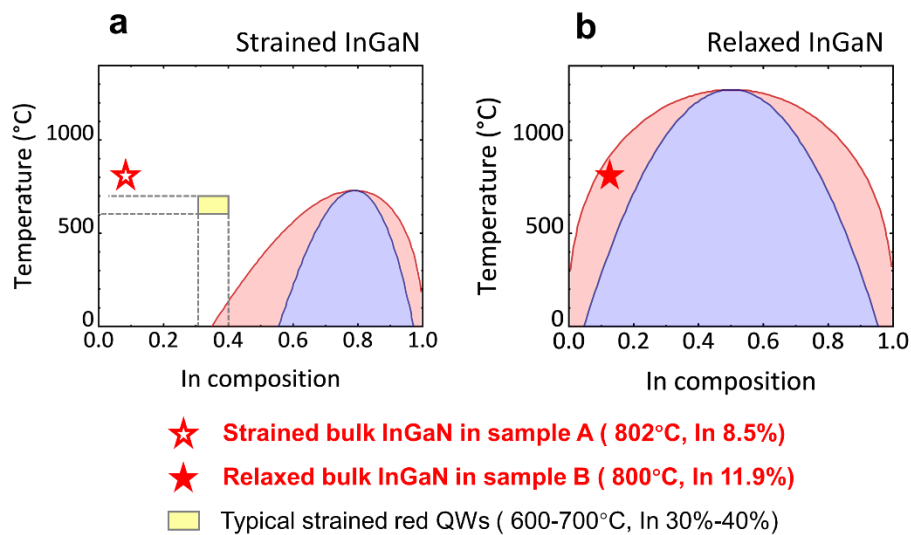 a
Strained InGaN
Temperature (°C)
1000
500
0
0.0 0.2 0.4 0.6 0.8 1.0
In composition
b
Relaxed InGaN
Temperature (°C)
1000
500
0
0.0 0.2 0.4 0.6 0.8 1.0
In composition
Strained bulk InGaN in sample A ( 802°C, In 8.5%)
Relaxed bulk InGaN in sample B ( 800°C, In 11.9%)
Typical strained red QWs ( 600-700°C, In 30%-40%)